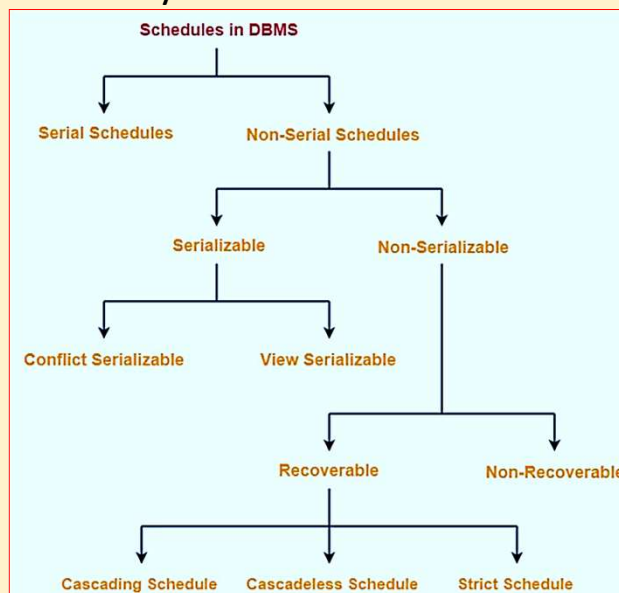 Schedules in DBMS
Serial Schedules
Non-Serial Schedules
Serializable
Non-Serializable
Conflict Serializable
View Serializable
Recoverable
Non-Recoverable
Cascading Schedule
Cascadeless Schedule
Strict Schedule